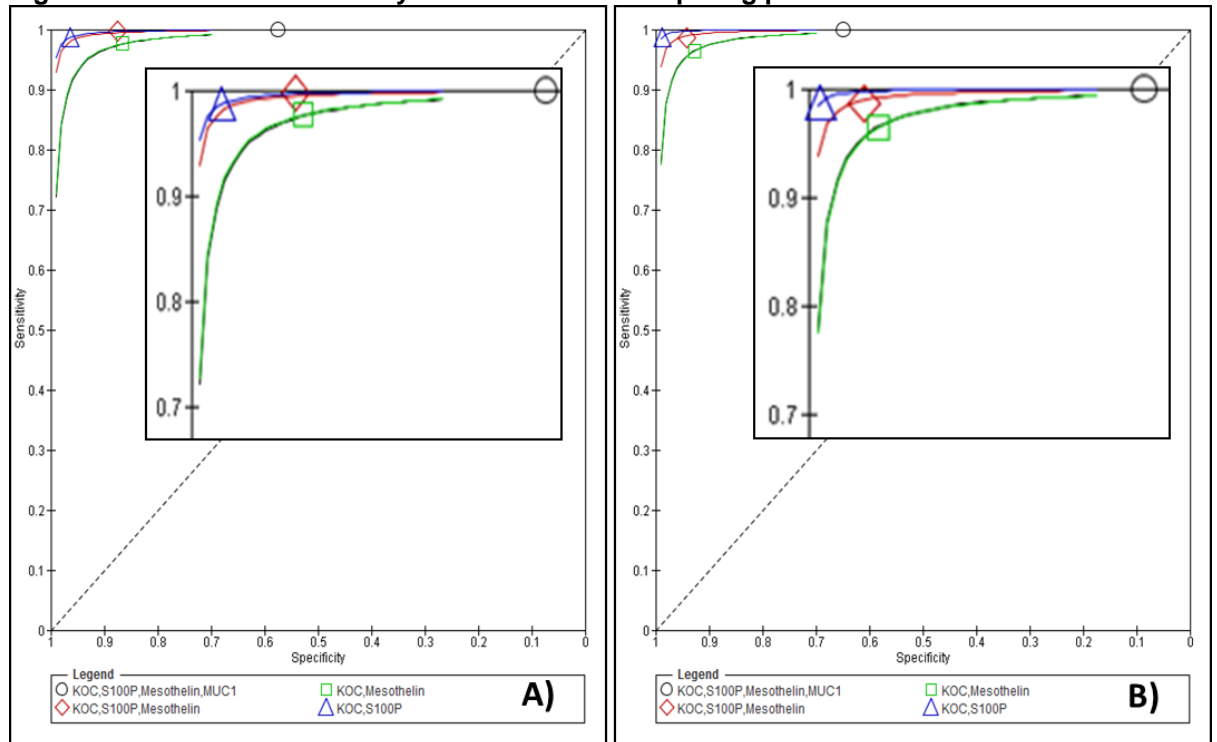 1
0.9
0.8
0.7
0.6
0.5
0.4
0.3
0.2
0.1
0
Sensitivity
1
0.9
0.8
0.7
1 0.9 0.8 0.7 0.6 0.5 0.4 0.3 0.2 0.1 0
Specificity
Legend
KOC,S100P,Mesothelin,MUC1 KOC,Mesothelin
KOC,S100P,Mesothelin KOC,S100P
A)
1
0.9
0.8
0.7
0.6
0.5
0.4
0.3
0.2
0.1
0
Sensitivity
1
0.9
0.8
0.7
1 0.9 0.8 0.7 0.6 0.5 0.4 0.3 0.2 0.1 0
Specificity
Legend
KOC,S100P,Mesothelin,MUC1 KOC,Mesothelin
KOC,S100P,Mesothelin KOC,S100P
B)